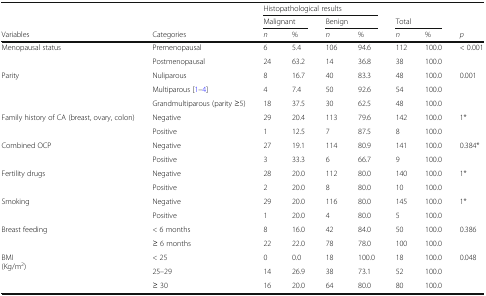 Histopathological results
Malignant Benign Total
Variables Categories n % n % n % p
Menopausal status Premenopausal 6 5.4 106 94.6 112 100.0 < 0.001
Postmenopausal 24 63.2 14 36.8 38 100.0
Parity Nuliparous 8 16.7 40 83.3 48 100.0 0.001
Multiparous [1–4] 4 7.4 50 92.6 54 100.0
Grandmultiparous (parity ≥5) 18 37.5 30 62.5 48 100.0
Family history of CA (breast, ovary, colon) Negative 29 20.4 113 79.6 142 100.0 1*
Positive 1 12.5 7 87.5 8 100.0
Combined OCP Negative 27 19.1 114 80.9 141 100.0 0.384*
Positive 3 33.3 6 66.7 9 100.0
Fertility drugs Negative 28 20.0 112 80.0 140 100.0 1*
Positive 2 20.0 8 80.0 10 100.0
Smoking Negative 29 20.0 116 80.0 145 100.0 1*
Positive 1 20.0 4 80.0 5 100.0
Breast feeding < 6 months 8 16.0 42 84.0 50 100.0 0.386
≥ 6 months 22 22.0 78 78.0 100 100.0
BMI < 25 0 0.0 18 100.0 18 100.0 0.048
(Kg/m²) 25–29 14 26.9 38 73.1 52 100.0
≥ 30 16 20.0 64 80.0 80 100.0